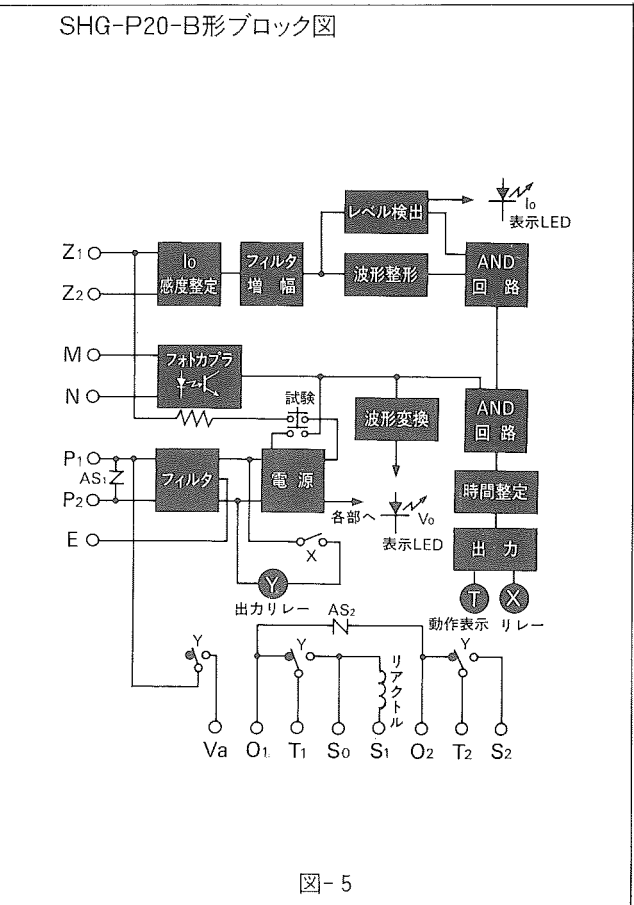 SHG-P20-B形ブロック図
レベル検出
I₀
表示LED
Z₁
I₀
感度整定
フィルタ
増 幅
波形整形
AND
回 路
Z₂
M
フォトカプラ
N
試験
波形変換
AND
回 路
P₁
AS₁
フィルタ
電 源
時間整定
P₂
各部へ
V₀
表示LED
E
X
出 力
Y
出力リレー
T
X
動作表示
リレー
AS₂
Y
Y
Y
リアクトル
Va
O₁
T₁
S₀
S₁
O₂
T₂
S₂
図-5